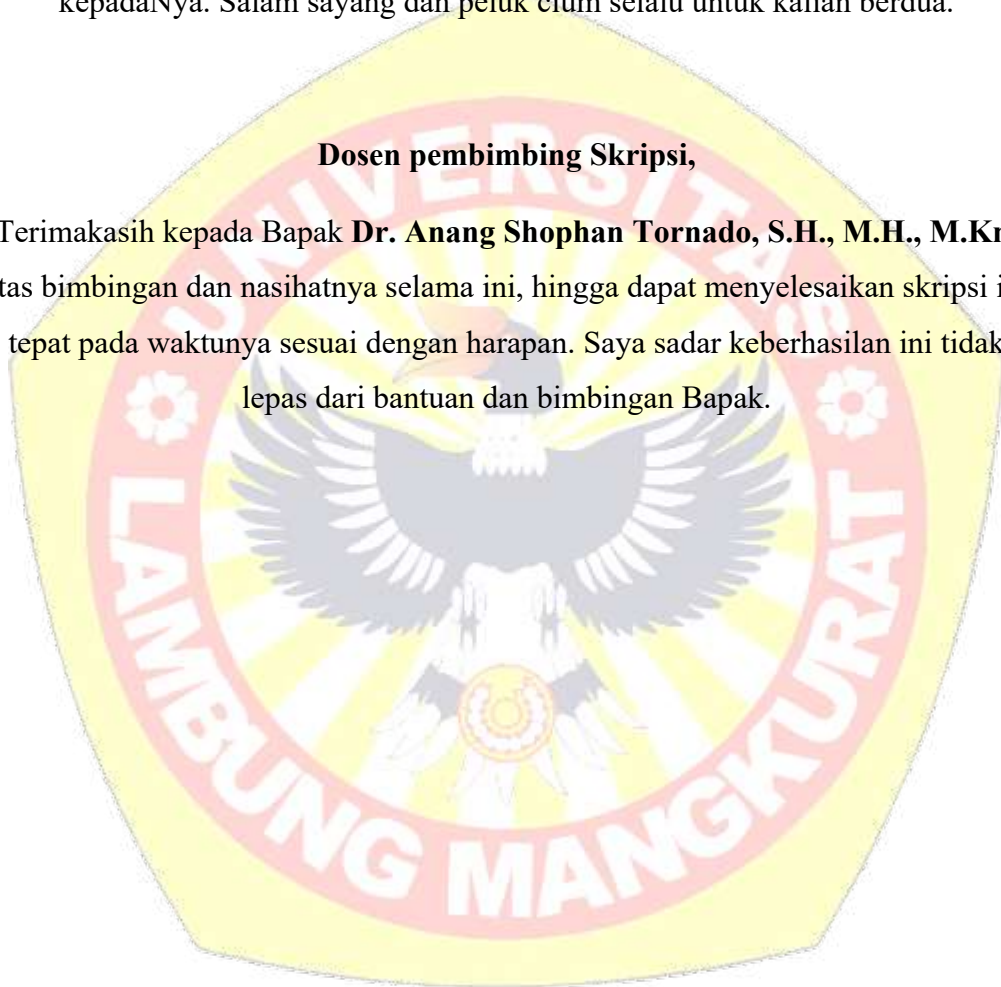 kepadaNya. Salam sayang dan peluk cium selalu untuk kalian berdua.
Dosen pembimbing Skripsi,
Terimakasih kepada Bapak Dr. Anang Shophan Tornado, S.H., M.H., M.Kn
tas bimbingan dan nasihatnya selama ini, hingga dapat menyelesaikan skripsi i
tepat pada waktunya sesuai dengan harapan. Saya sadar keberhasilan ini tidak
lepas dari bantuan dan bimbingan Bapak.
UNIVERSITAS
LAMBUNG MANGKURAT